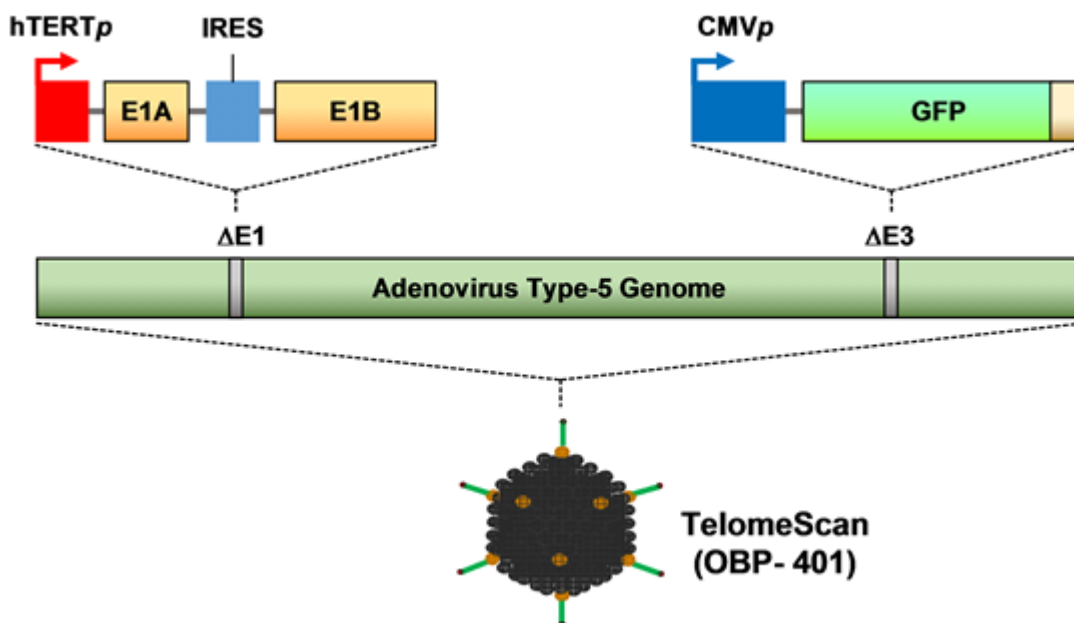 hTERTp IRES CMVp
E1A E1B GFP
ΔE1 ΔE3
Adenovirus Type-5 Genome
TelomeScan
(OBP- 401)